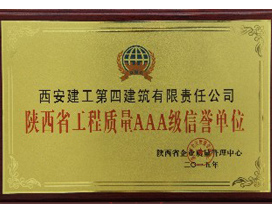 西安建工第四建筑有限责任公司
陕西省工程质量AAA级信誉单位
陕西省企业质量管理中心
二〇一五年